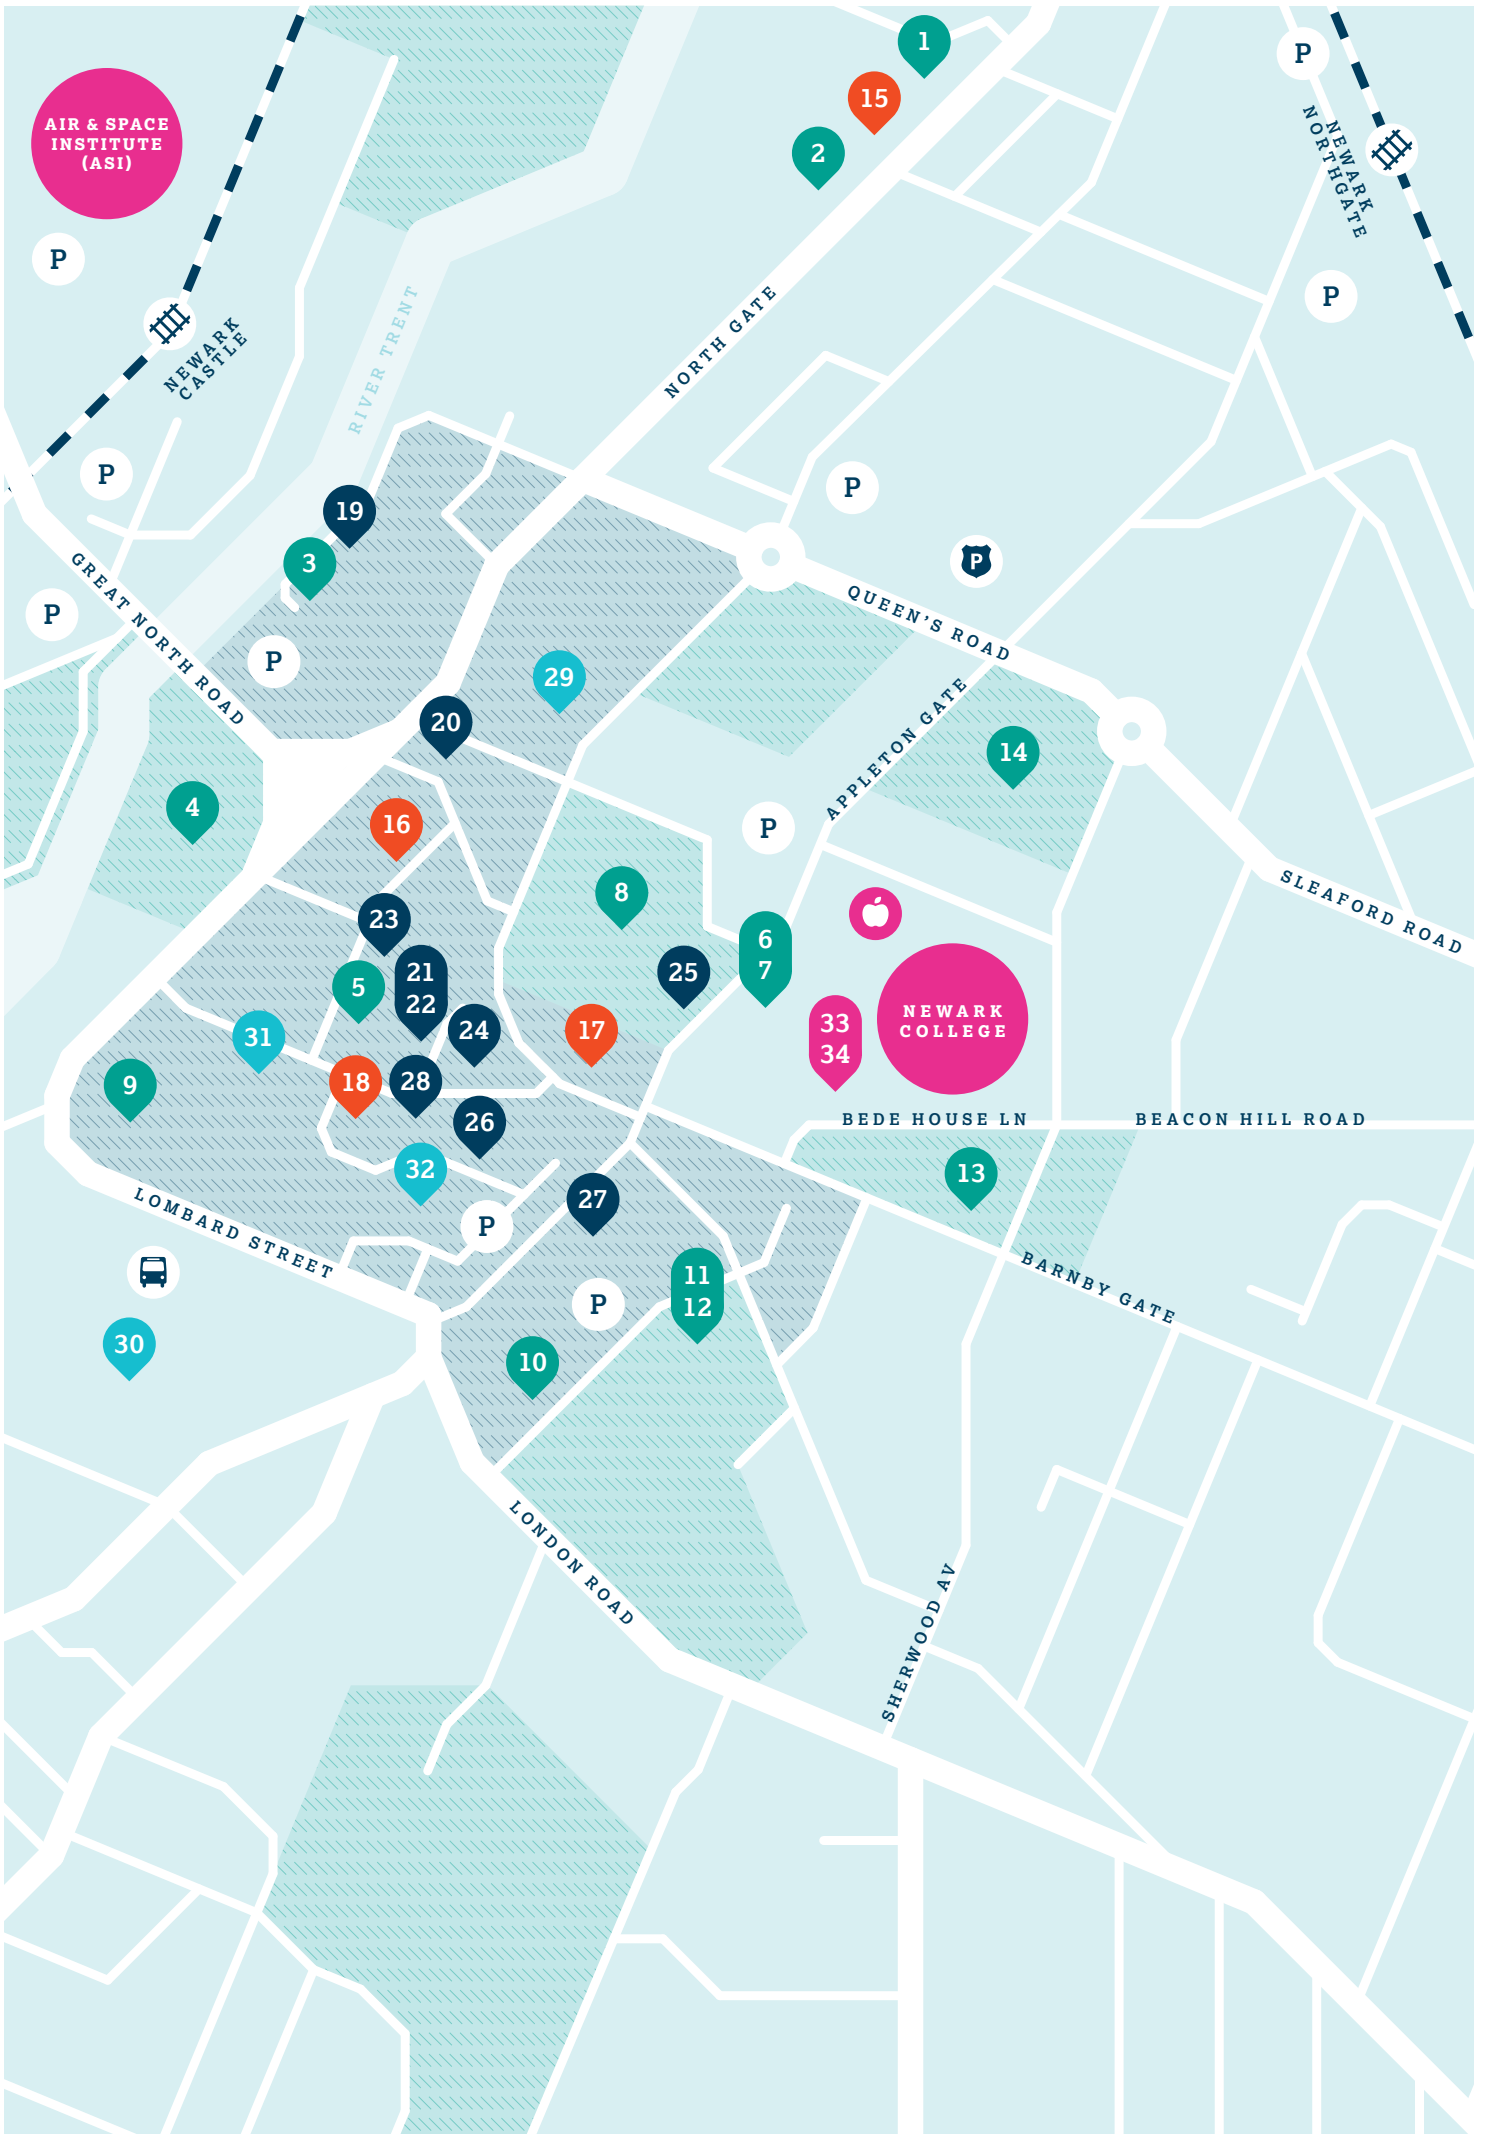 1
P
15
AIR & SPACE
INSTITUTE
(ASI)
2
NEWARK
NORTHGATE
P
P
NEWARK
CASTLE
RIVER TRENT
NORTH GATE
P
P
19
3
P
GREAT NORTH ROAD
P
P
QUEEN'S ROAD
29
20
APPLETON GATE
14
4
16
P
8
23
SLEAFORD ROAD
6
7
21
22
5
25
24
17
31
NEWARK
COLLEGE
33
34
9
18
28
26
BEDE HOUSE LN
BEACON HILL ROAD
32
13
27
LOMBARD STREET
P
BARNBY GATE
11
12
P
30
10
LONDON ROAD
SHERWOOD AV